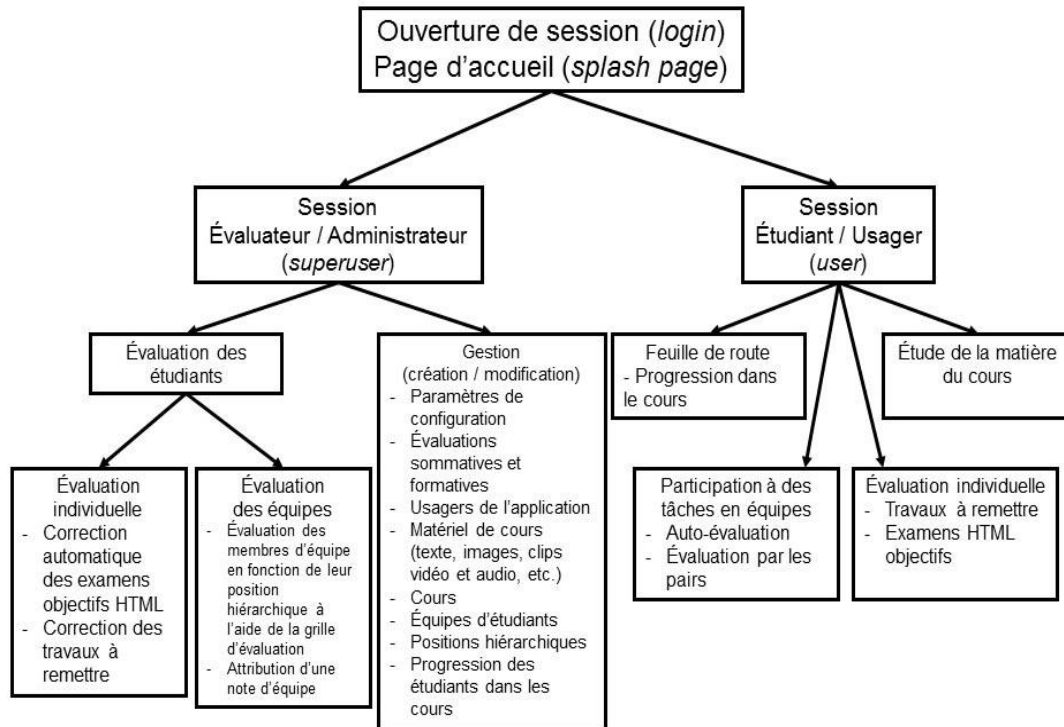 Ouverture de session (login)
Page d'accueil (splash page)
Session
Évaluateur / Administrateur
(superuser)
Session
Étudiant / Usager
(user)
Évaluation des
étudiants
Gestion
(création / modification)
- Paramètres de
configuration
- Évaluations
sommatives et
formatives
- Usagers de l'application
- Matériel de cours
(texte, images, clips
vidéo et audio, etc.)
- Cours
- Équipes d'étudiants
- Positions hiérarchiques
- Progression des
étudiants dans les
cours
Feuille de route
- Progression dans
le cours
Étude de la matière
du cours
Évaluation
individuelle
- Correction
automatique
des examens
objectifs HTML
- Correction des
travaux à
remettre
Évaluation
des équipes
- Évaluation des
membres d'équipe
en fonction de leur
position
hiérarchique à
l'aide de la grille
d'évaluation
- Attribution d'une
note d'équipe
Participation à des
tâches en équipes
- Auto-évaluation
- Évaluation par les
pairs
Évaluation individuelle
- Travaux à remettre
- Examens HTML
objectifs